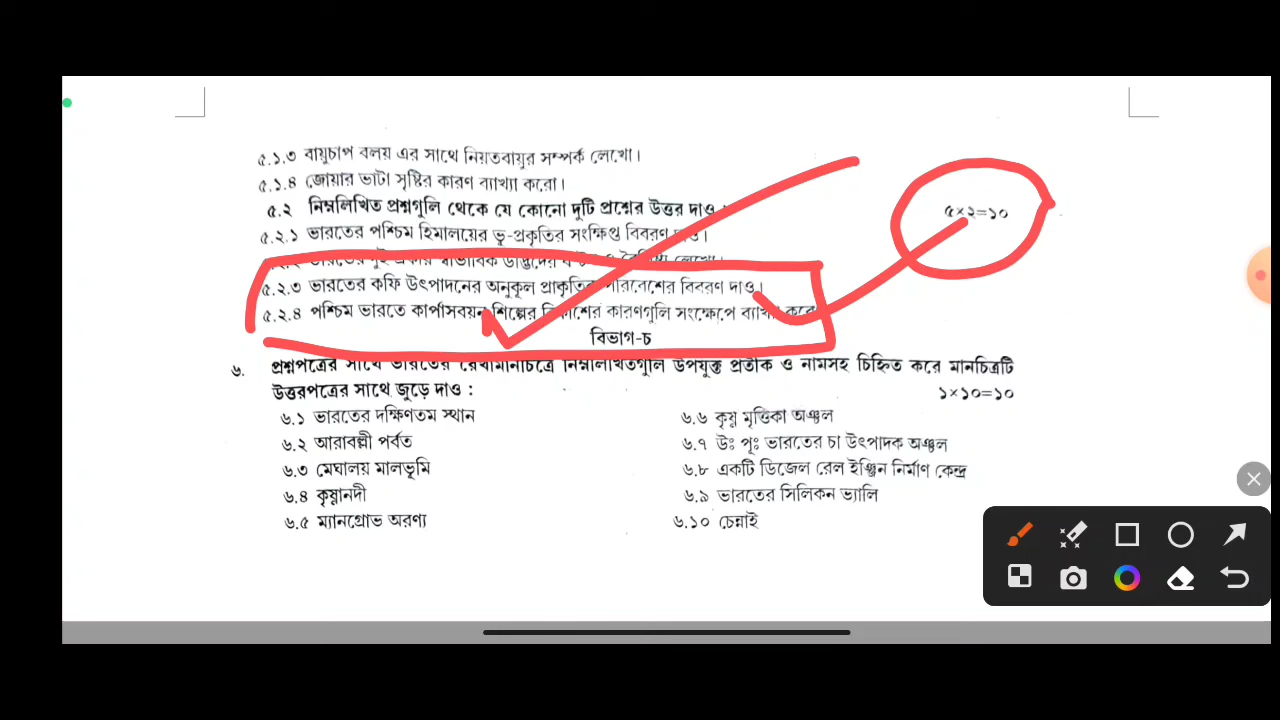 ৫.১.৩ বায়ুচাপ বলয় এর সাথে নিয়তবায়ুর সম্পর্ক লেখো।
৫.১.৪ জোয়ার ভাটা সৃষ্টির কারণ ব্যাখ্যা করো।
৫.২ নিম্নলিখিত প্রশ্নগুলি থেকে যে কোনো দুটি প্রশ্নের উত্তর দাও
৫×২=১০
৫.২.১ ভারতের পশ্চিম হিমালয়ের ভূ-প্রকৃতির সংক্ষিপ্ত বিবরণ দাও।
লেখো।
৫.২.৩ ভারতের কফি উৎপাদনের অনুকূল প্রাকৃতিক পরিবেশের বিবরণ দাও।
৫.২.৪ পশ্চিম ভারতে কার্পাসবয়ন শিল্পের বিকাশের কারণগুলি সংক্ষেপে ব্যাখ্যা করো
বিভাগ-চ
৬. প্রশ্নপত্রের সাথে ভারতের রেখামানচিত্রে নিম্নলিখিতগুলি উপযুক্ত প্রতীক ও নামসহ চিহ্নিত করে মানচিত্রটি
উত্তরপত্রের সাথে জুড়ে দাও :
১×১০=১০
৬.১ ভারতের দক্ষিণতম স্থান
৬.২ আরাবল্লী পর্বত
৬.৩ মেঘালয় মালভূমি
৬.৪ কৃষ্ণানদী
৬.৫ ম্যানগ্রোভ অরণ্য
৬.৬ কৃষ্ণ মৃত্তিকা অঞ্চল
৬.৭ উঃ পূঃ ভারতের চা উৎপাদক অঞ্চল
৬.৮ একটি ডিজেল রেল ইঞ্জিন নির্মাণ কেন্দ্র
৬.৯ ভারতের সিলিকন ভ্যালি
৬.১০ চেন্নাই